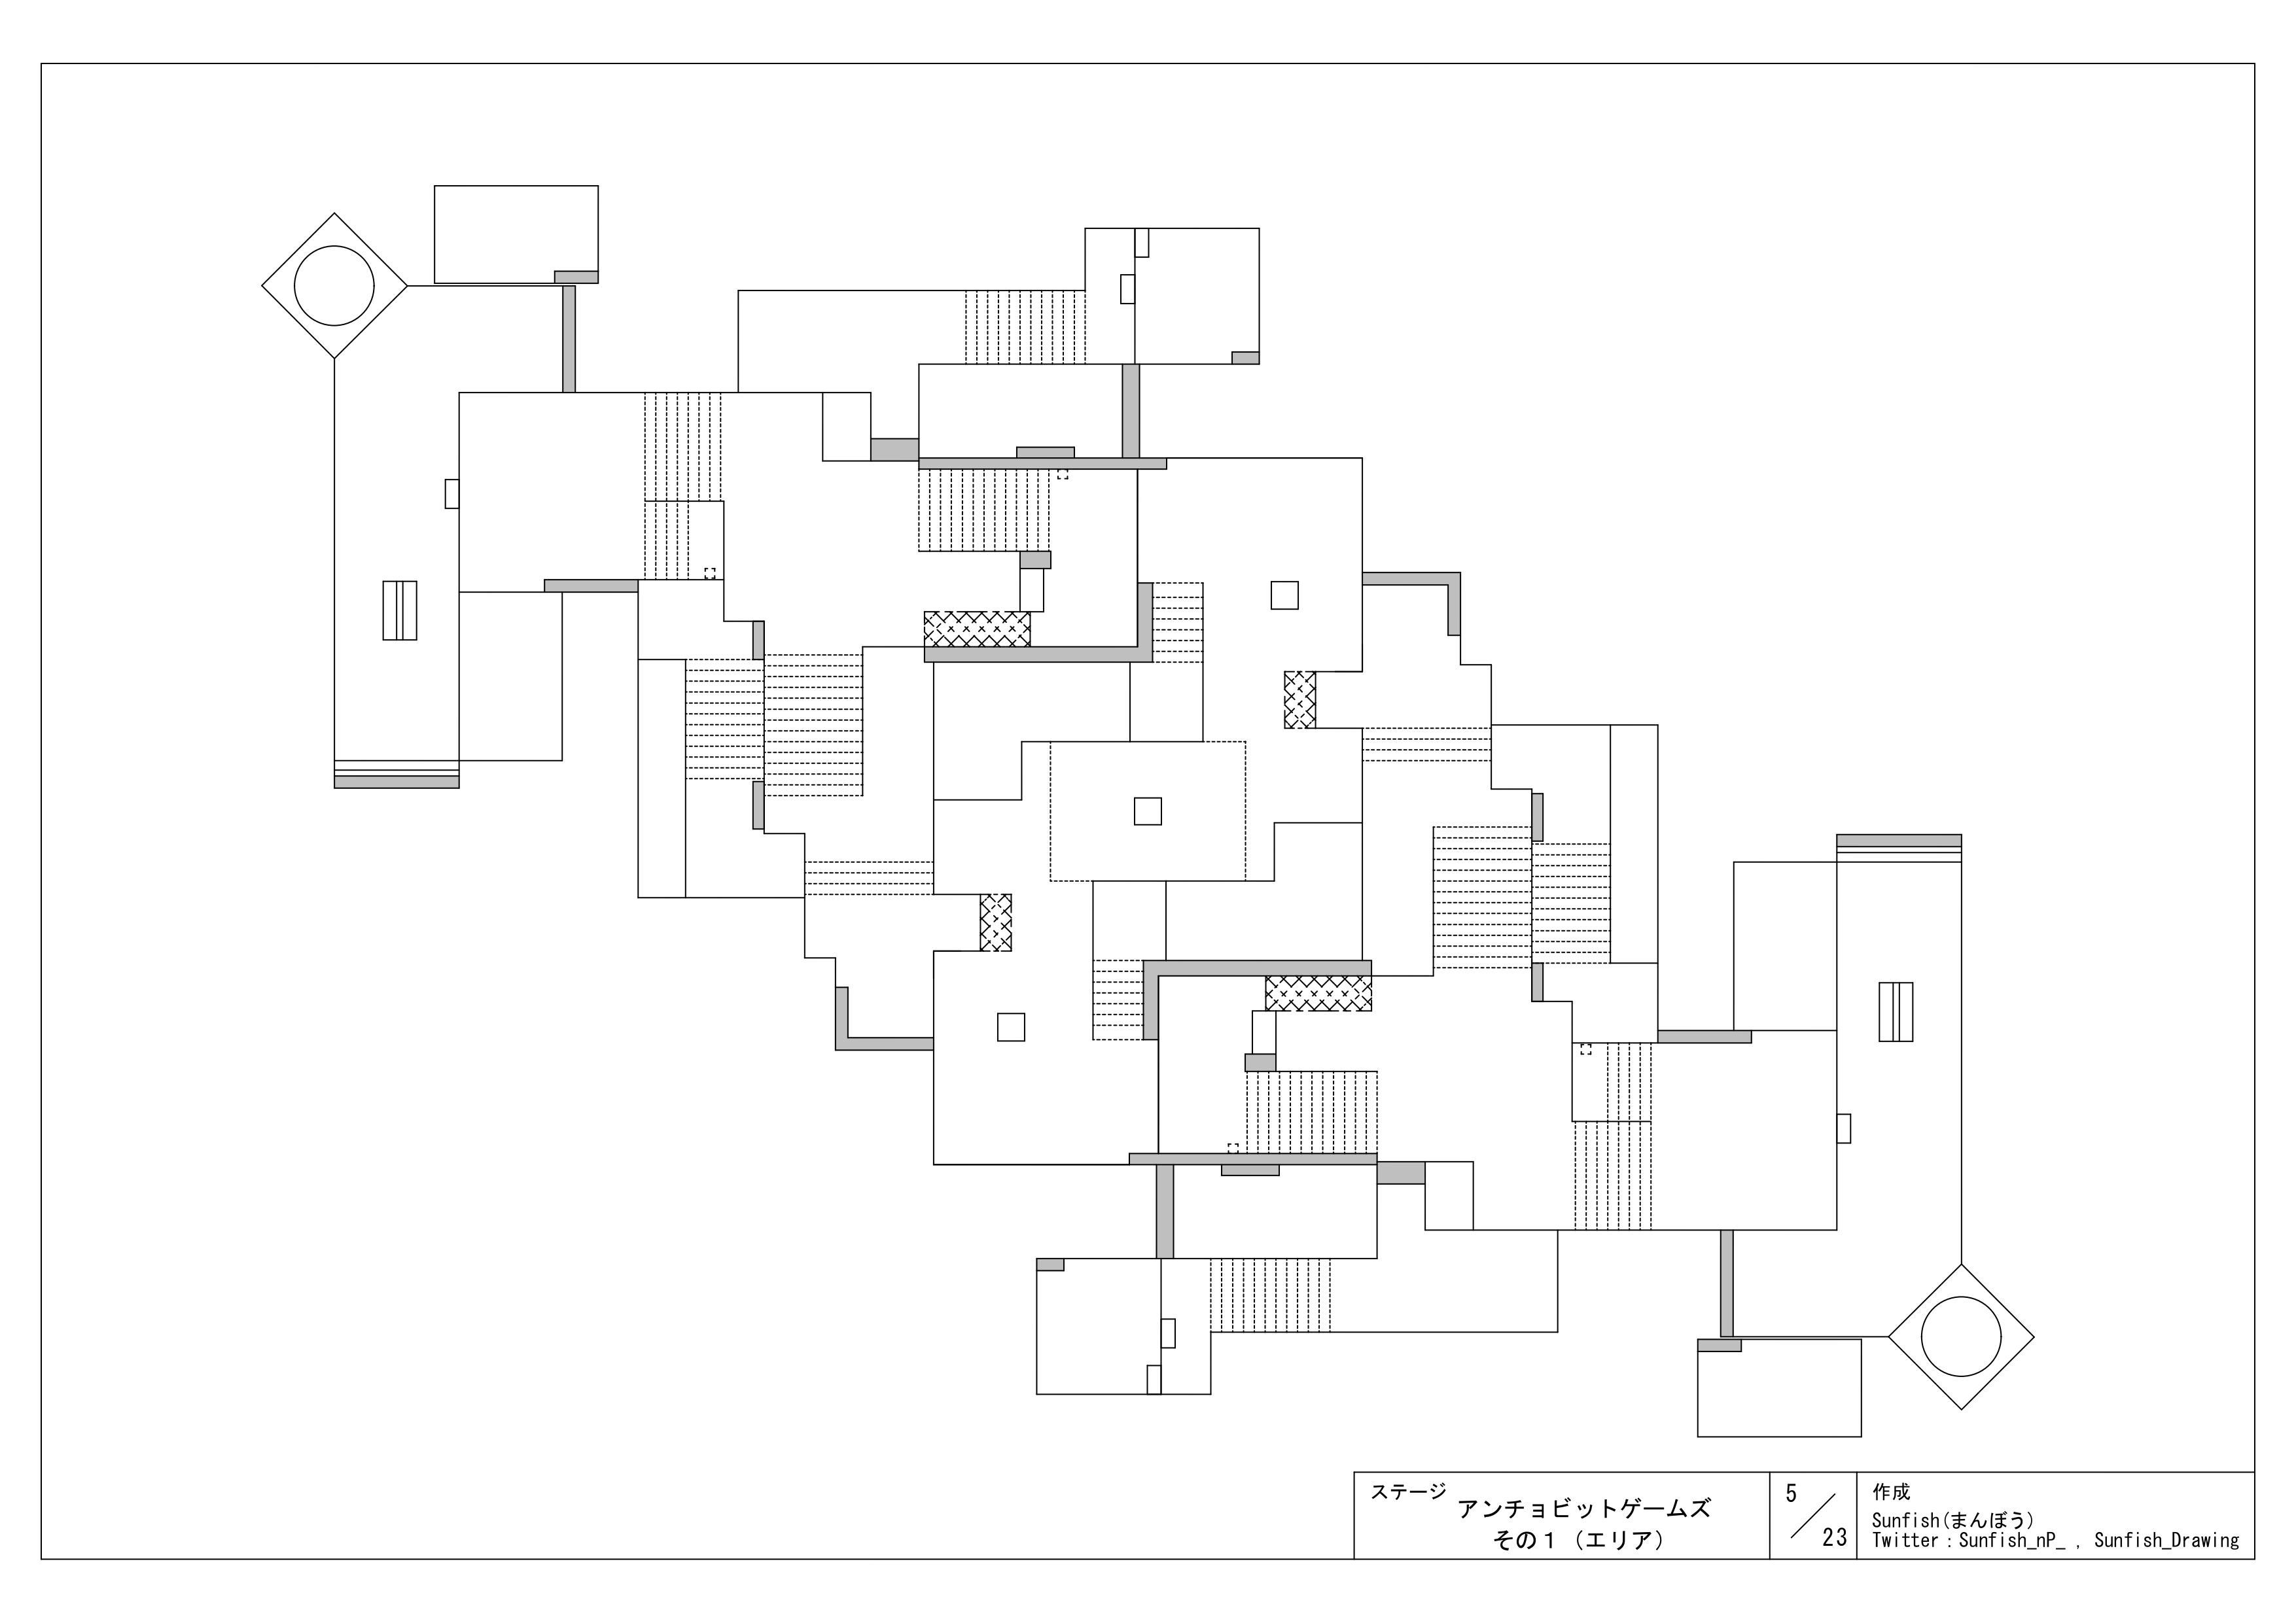 ステージ
アンチョビットゲームズ
その１（エリア）
5／23
作成
Sunfish(まんぼう)
Twitter：Sunfish_nP_ , Sunfish_Drawing